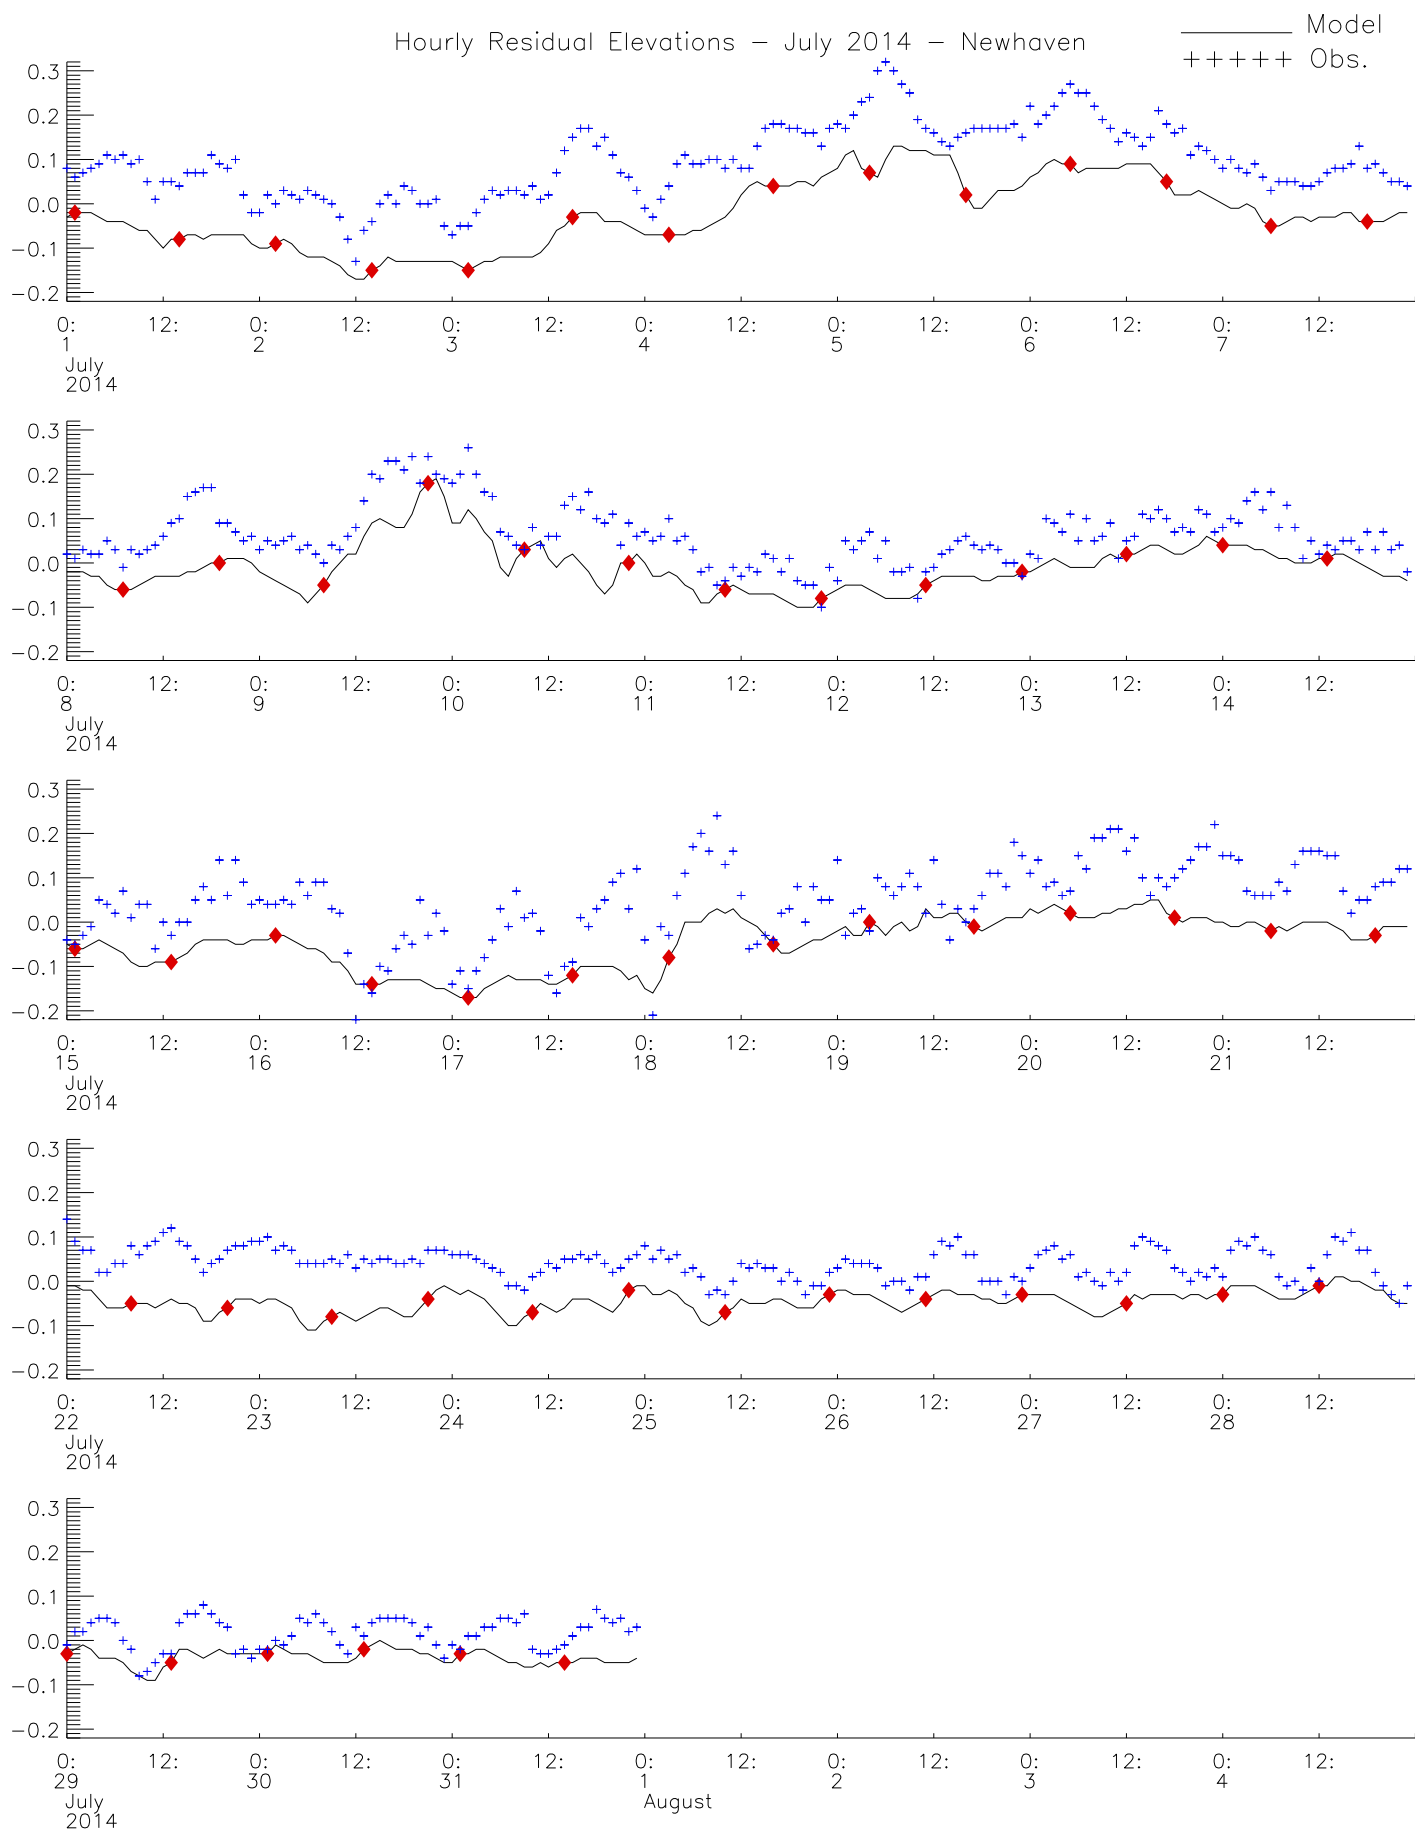 Hourly Residual Elevations – July 2014 – Newhaven
Model
+++++ Obs.
0.3
0.2
0.1
0.0
−0.1
−0.2
0: 12: 0: 12: 0: 12: 0: 12: 0: 12: 0: 12: 0: 12:
1 2 3 4 5 6 7
July
2014
0.3
0.2
0.1
0.0
−0.1
−0.2
0: 12: 0: 12: 0: 12: 0: 12: 0: 12: 0: 12: 0: 12:
8 9 10 11 12 13 14
July
2014
0.3
0.2
0.1
0.0
−0.1
−0.2
0: 12: 0: 12: 0: 12: 0: 12: 0: 12: 0: 12: 0: 12:
15 16 17 18 19 20 21
July
2014
0.3
0.2
0.1
0.0
−0.1
−0.2
0: 12: 0: 12: 0: 12: 0: 12: 0: 12: 0: 12: 0: 12:
22 23 24 25 26 27 28
July
2014
0.3
0.2
0.1
0.0
−0.1
−0.2
0: 12: 0: 12: 0: 12: 0: 12: 0: 12: 0: 12: 0: 12:
29 30 31 1 2 3 4
July August
2014